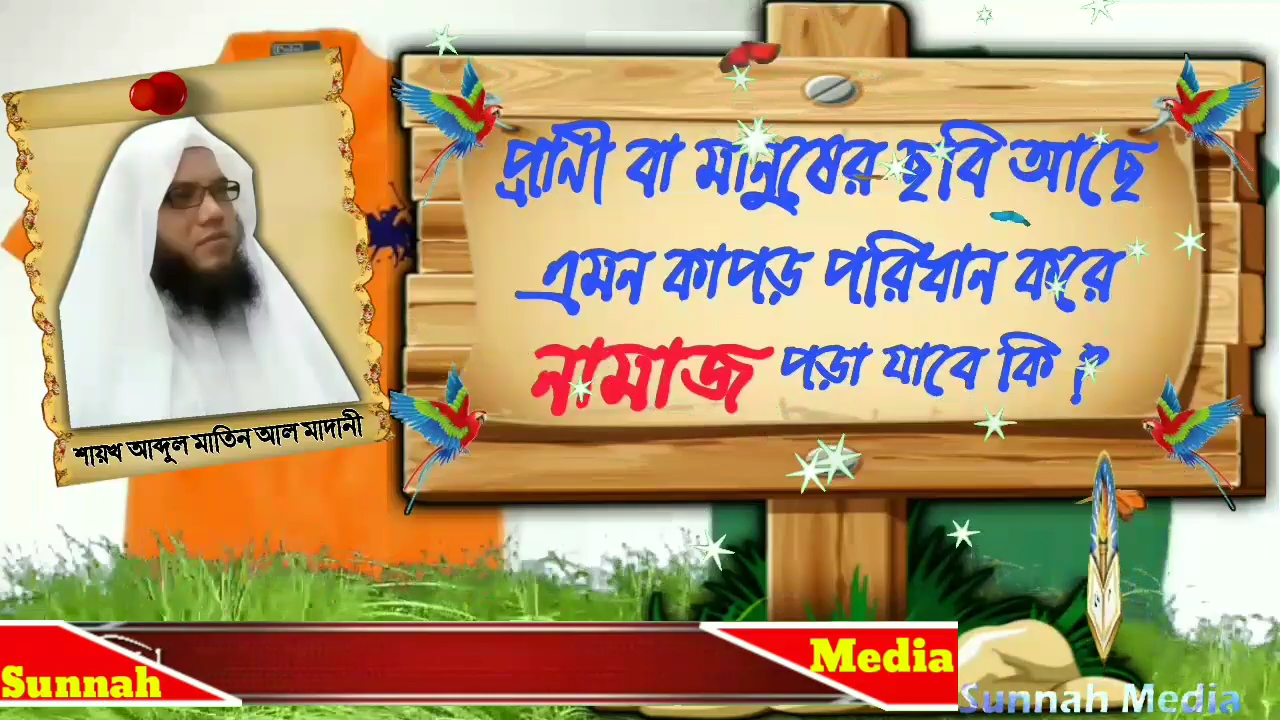 প্রানী বা মানুষের ছবি আছে
এমন কাপড় পরিধান করে
নামাজ পড়া যাবে কি ?
শায়খ আব্দুল মাতিন আল মাদানী
Sunnah
Media
Sunnah Media